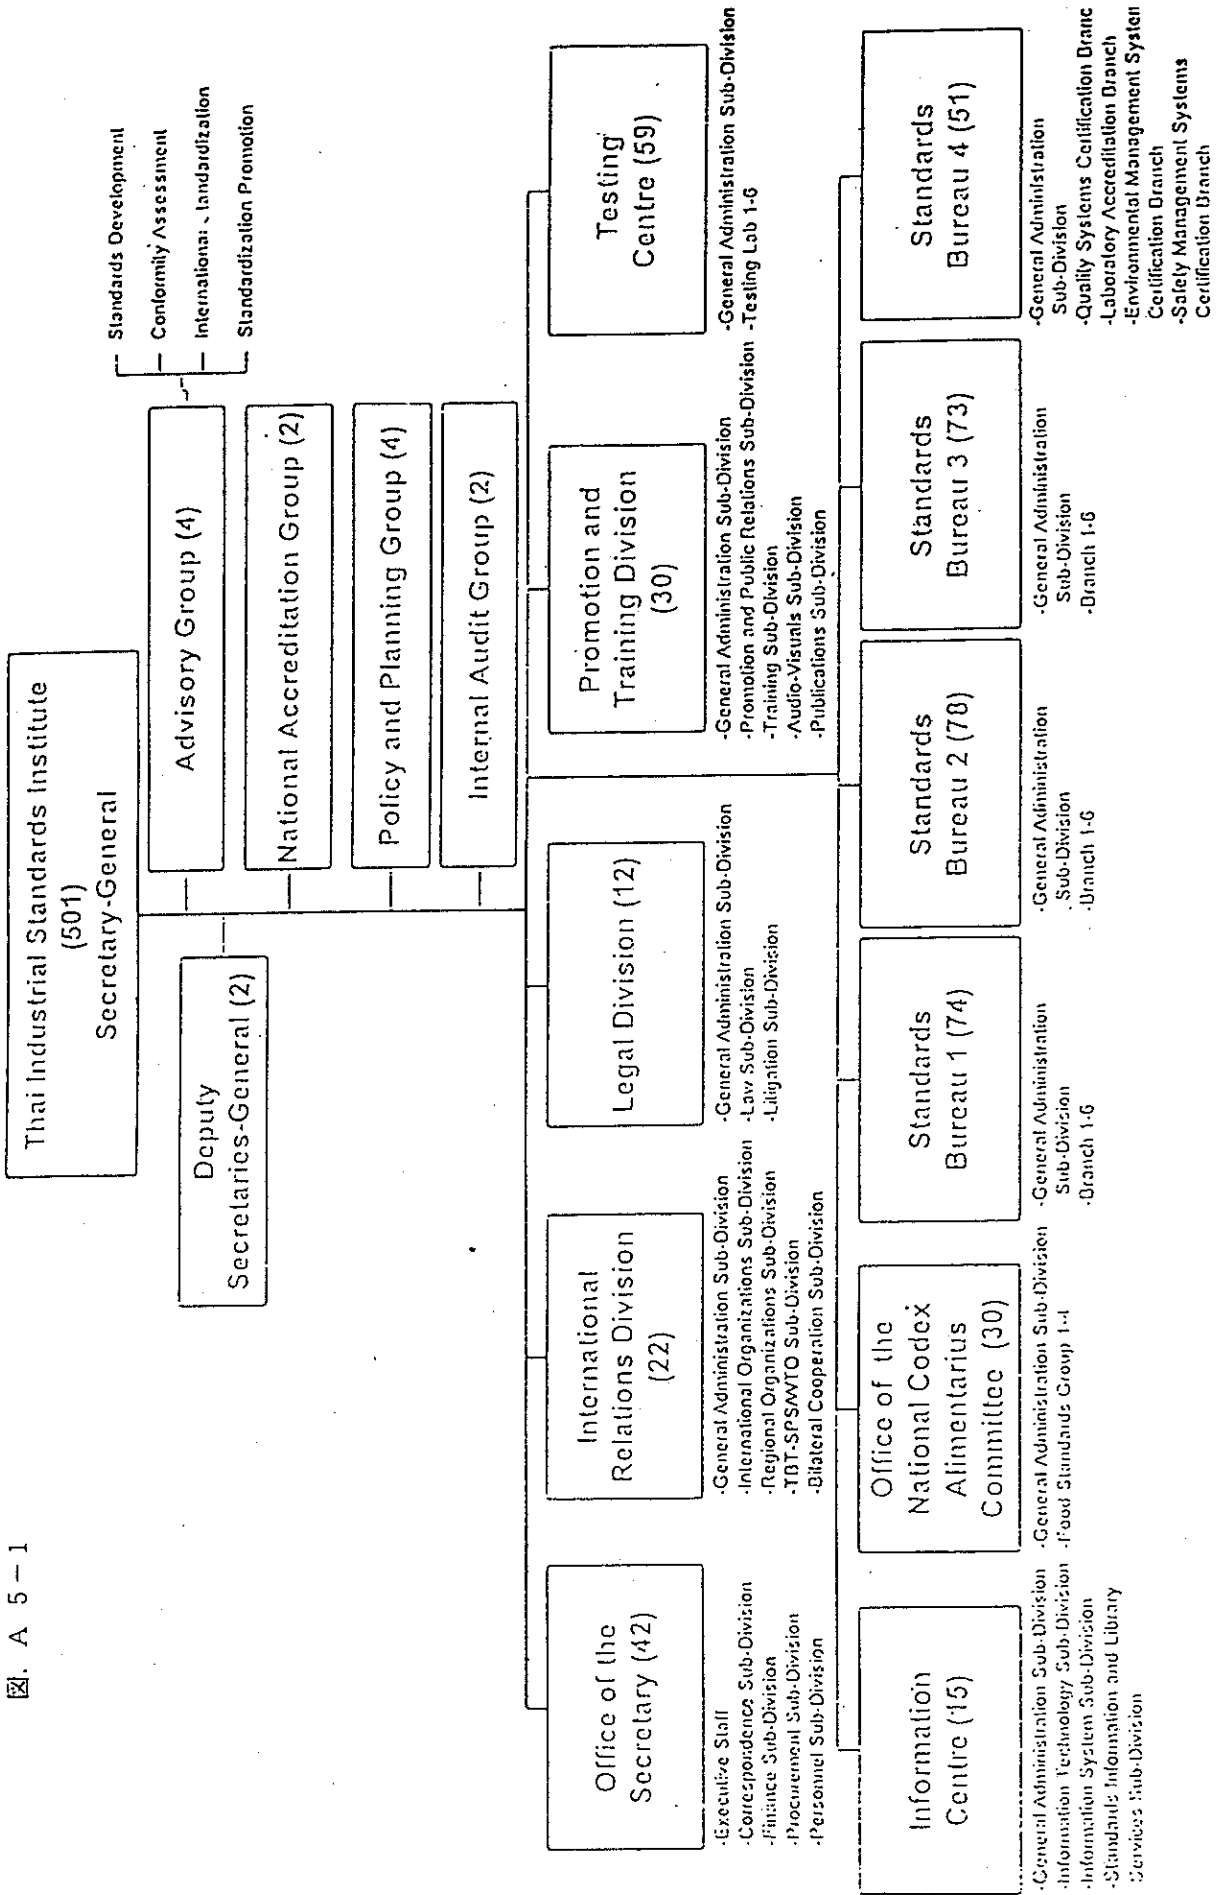 図. A 5-1
Thai Industrial Standards Institute
(501)
Secretary-General
Deputy
Secretaries-General (2)
Advisory Group (4)
Standards Development
Conformity Assessment
Standardization Promotion
National Accreditation Group (2)
Policy and Planning Group (4)
Internal Audit Group (2)
Office of the
Secretary (42)
-Executive Staff
-Correspondence Sub-Division
-Finance Sub-Division
-Procurement Sub-Division
-Personnel Sub-Division
International
Relations Division
(22)
-General Administration Sub-Division
-International Organizations Sub-Division
-Regional Organizations Sub-Division
-TBT-SPS/WTO Sub-Division
-Bilateral Cooperation Sub-Division
Legal Division (12)
-General Administration Sub-Division
-Law Sub-Division
-Litigation Sub-Division
Promotion and
Training Division
(30)
-General Administration Sub-Division
-Promotion and Public Relations Sub-Division
-Training Sub-Division
-Audio-Visuals Sub-Division
-Publications Sub-Division
Testing
Centre (59)
-General Administration Sub-Division
-Testing Lab 1-6
Information
Centre (15)
-General Administration Sub-Division
-Information Technology Sub-Division
-Information System Sub-Division
-Standards Information and Library
Services Sub-Division
Office of the
National Codex
Alimentarius
Committee (30)
-General Administration Sub-Division
-Food Standards Group 1-4
Standards
Bureau 1 (74)
-General Administration
Sub-Division
-Branch 1-6
Standards
Bureau 2 (78)
-General Administration
Sub-Division
-Branch 1-6
Standards
Bureau 3 (73)
-General Administration
Sub-Division
-Branch 1-6
Standards
Bureau 4 (51)
-General Administration
Sub-Division
-Quality Systems Certification Branc
-Laboratory Accreditation Branch
-Environmental Management System
Certification Branch
-Safety Management Systems
Certification Branch